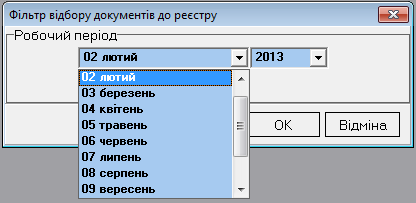 Фільтр відбору документів до реєстру
Робочий період
02 лютий 2013
02 лютий
03 березень
04 квітень
05 травень
06 червень
07 липень
08 серпень
09 вересень
OK Відміна